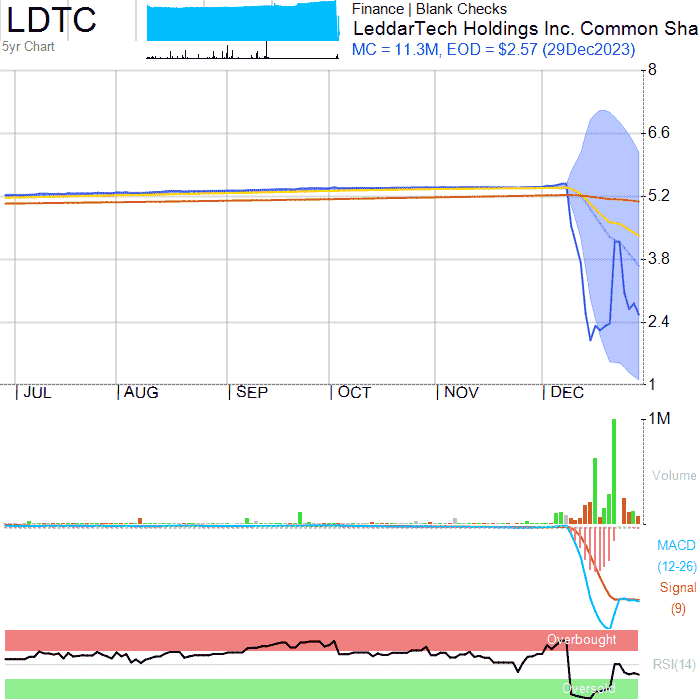 LDTC
5yr Chart
Finance | Blank Checks
LeddarTech Holdings Inc. Common Sha
MC = 11.3M, EOD = $2.57 (29Dec2023)
8
6.6
5.2
3.8
2.4
1
JUL
AUG
SEP
OCT
NOV
DEC
1M
Volume
MACD
(12-26)
Signal
(9)
Overbought
RSI(14)
Oversold